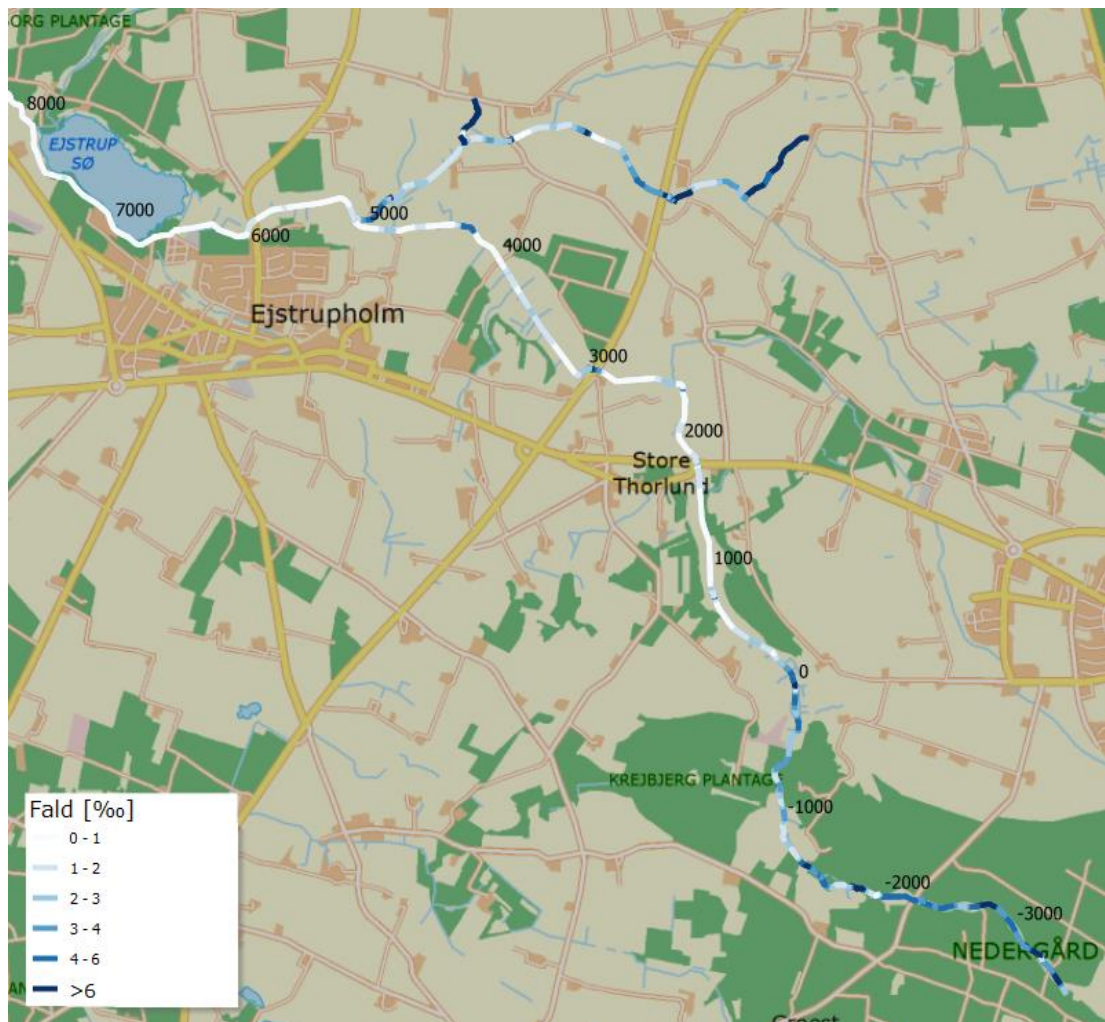 ORG PLANTAGE
8000
EJSTRUP
SØ
7000
5000
6000
4000
Ejstrupholm
3000
2000
Store
Thorlund
1000
0
KREJBJERG PLANTAGE
-1000
-2000
-3000
NEDERGÅRD
Fald [‰]
0 - 1
1 - 2
2 - 3
3 - 4
4 - 6
>6
AN